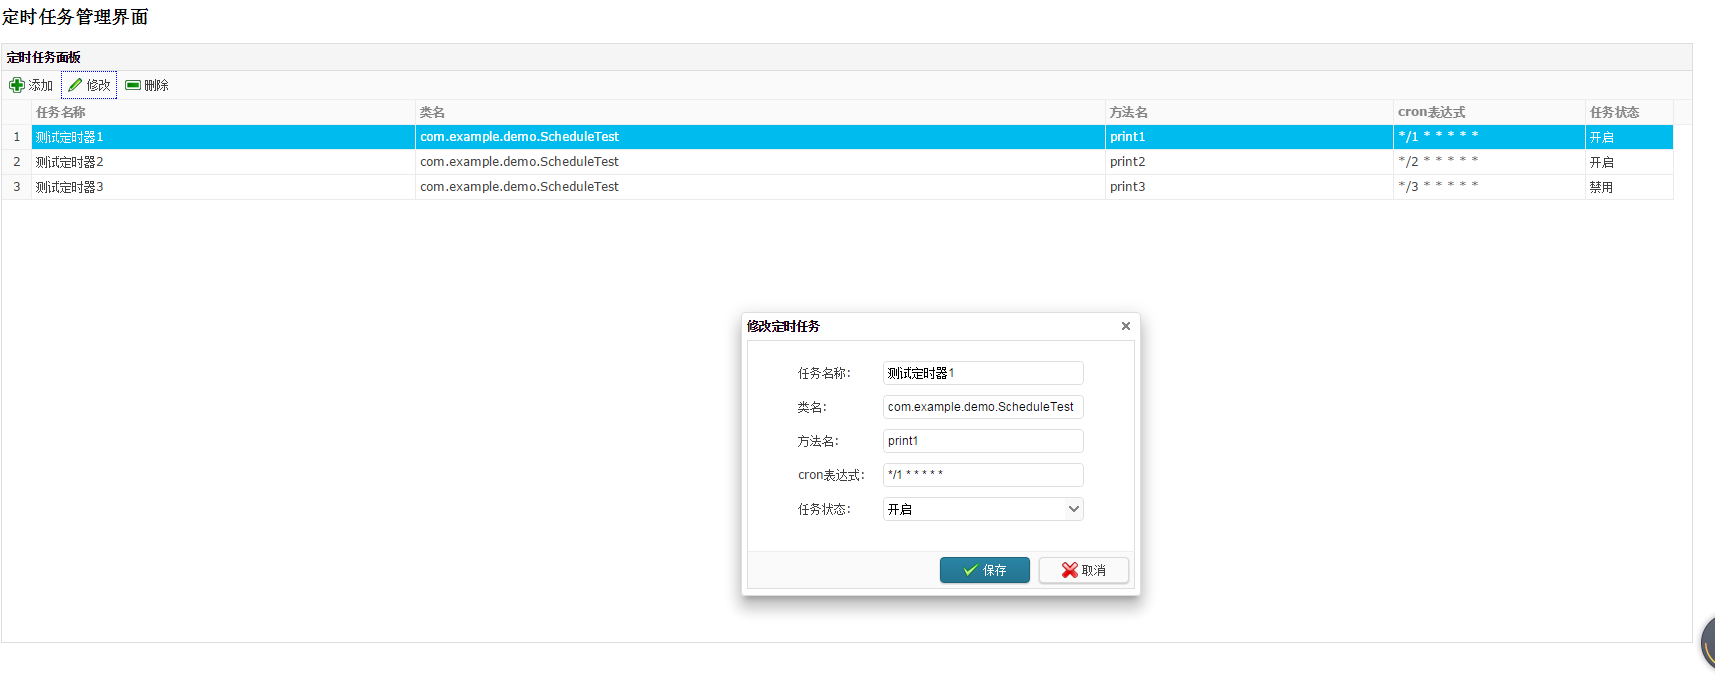 定时任务管理界面
定时任务面板
添加 修改 删除
任务名称 类名 方法名 cron表达式 任务状态
1 测试定时器1 com.example.demo.ScheduleTest print1 */1 * * * * * 开启
2 测试定时器2 com.example.demo.ScheduleTest print2 */2 * * * * * 开启
3 测试定时器3 com.example.demo.ScheduleTest print3 */3 * * * * * 禁用
修改定时任务
任务名称: 测试定时器1
类名: com.example.demo.ScheduleTest
方法名: print1
cron表达式: */1 * * * * *
任务状态: 开启
保存 取消